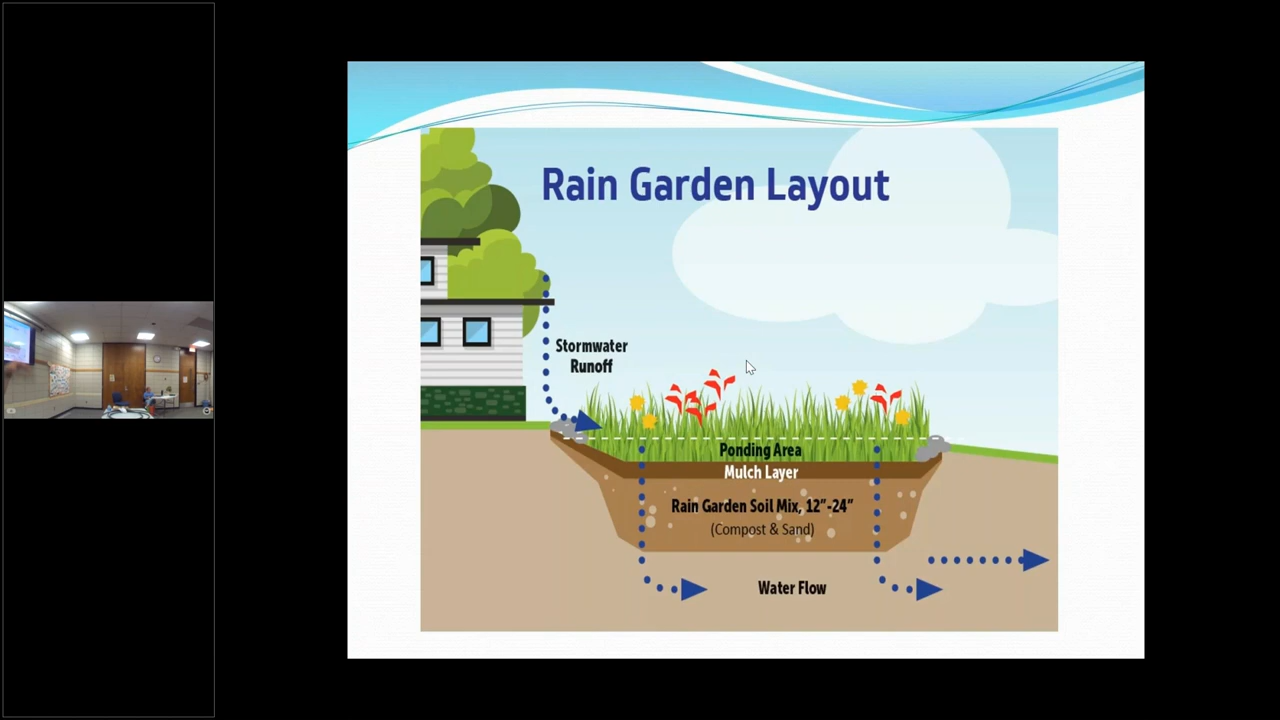 Rain Garden Layout
Stormwater
Runoff
Ponding Area
Mulch Layer
Rain Garden Soil Mix, 12"-24"
(Compost & Sand)
Water Flow